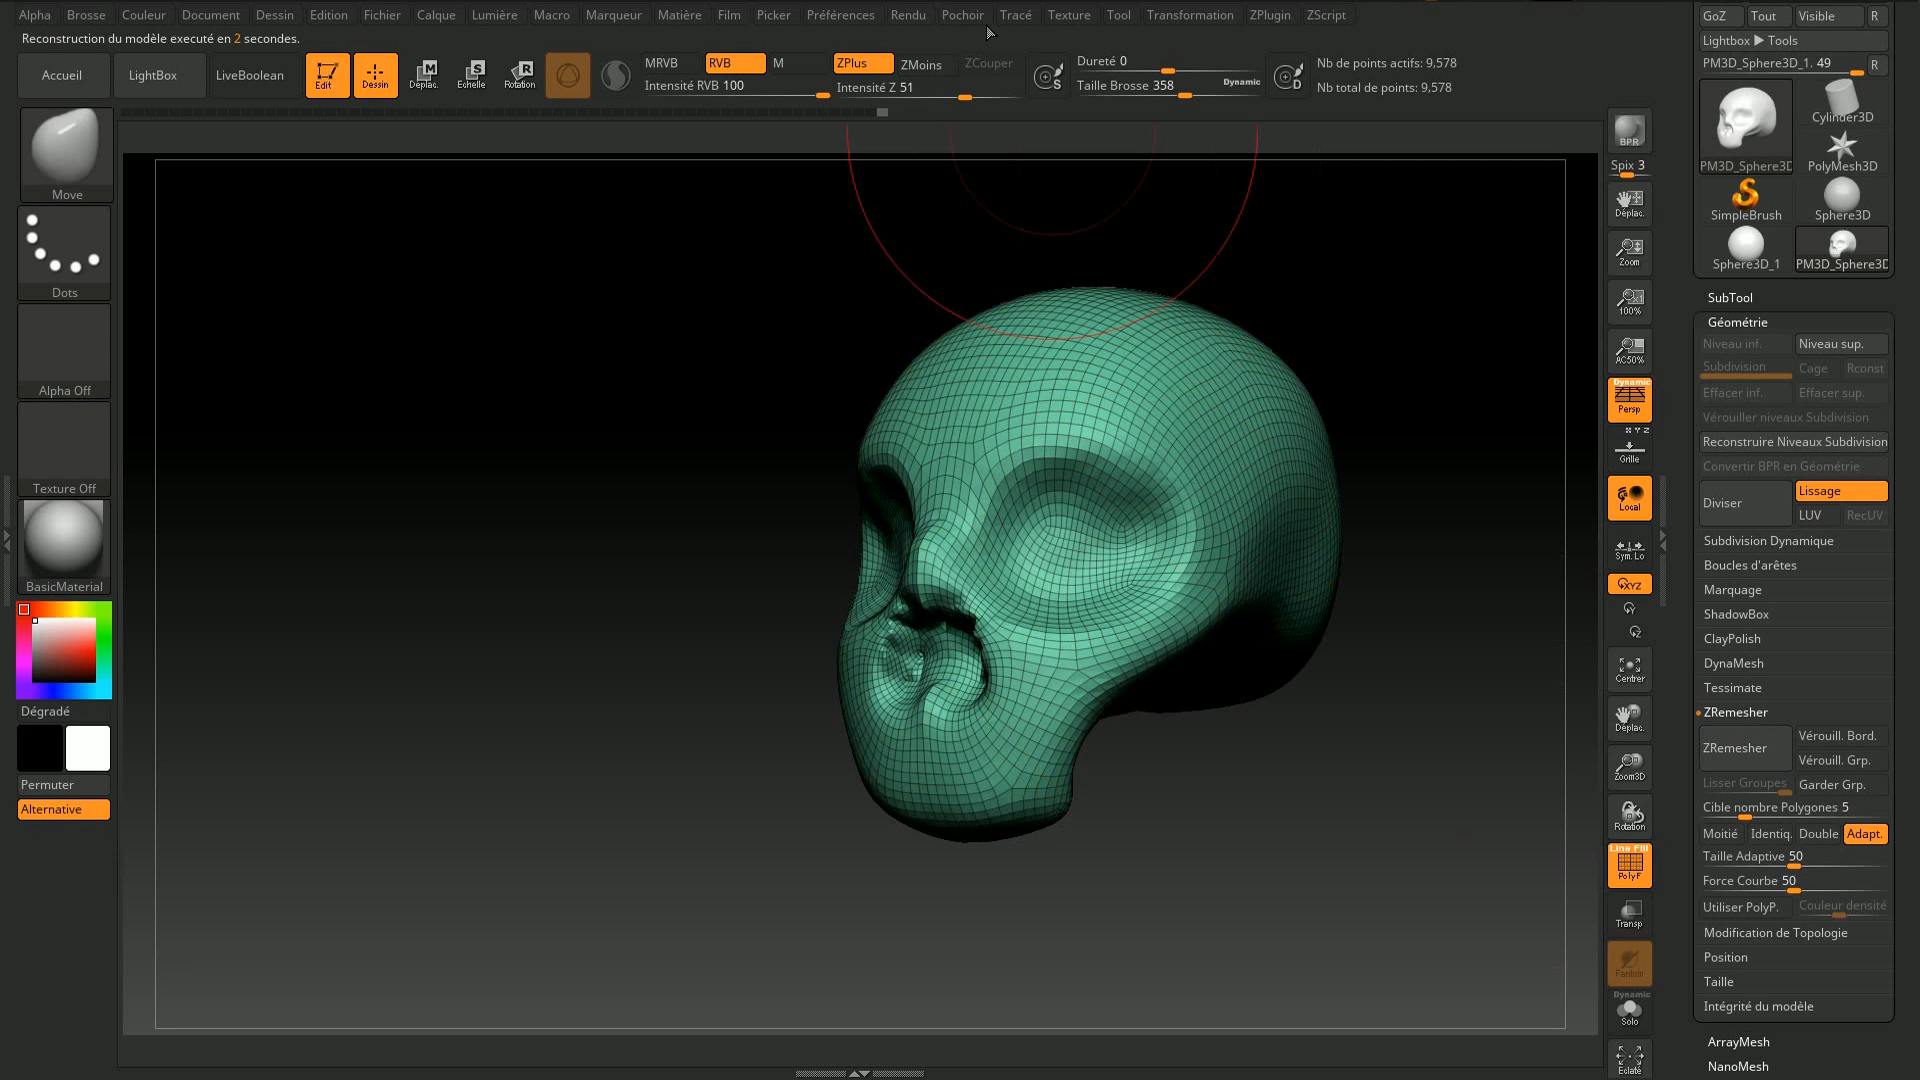 Alpha Brosse Couleur Document Dessin Edition Fichier Calque Lumière Macro Marqueur Matière Film Picker Préférences Rendu Pochoir Tracé Texture Tool Transformation ZPlugin ZScript
Reconstruction du modèle executé en 2 secondes.
Accueil LightBox LiveBoolean Edit Dessin Déplac. Echelle Rotation
MRVB RVB M ZPlus ZMoins ZCouper
Intensité RVB 100 Intensité Z 51
Dureté 0
Taille Brosse 358 Dynamic
Nb de points actifs: 9,578
Nb total de points: 9,578
Move
Dots
Alpha Off
Texture Off
BasicMaterial
Dégradé
Permuter
Alternative
BPR
Spix 3
Déplac.
Zoom
100%
AC50%
Dynamic
Persp
X Y Z
Grille
Local
Sym. Lo
XYZ
Y
Z
Centrer
Déplac.
Zoom3D
Rotation
Line Fill
PolyF
Transp
Fantom
Dynamic
Solo
Eclaté
GoZ Tout Visible R
Lightbox ▶ Tools
PM3D_Sphere3D_1. 49 R
PM3D_Sphere3D
Cylinder3D
PolyMesh3D
SimpleBrush Sphere3D
Sphere3D_1 PM3D_Sphere3D
SubTool
Géométrie
Niveau inf. Niveau sup.
Subdivision Cage Rconst
Effacer inf. Effacer sup.
Vérouiller niveaux Subdivision
Reconstruire Niveaux Subdivision
Convertir BPR en Géométrie
Diviser Lissage
LUV RecUV
Subdivision Dynamique
Boucles d'arêtes
Marquage
ShadowBox
ClayPolish
DynaMesh
Tessimate
ZRemesher
ZRemesher Vérouill. Bord.
Vérouill. Grp.
Lisser Groupes Garder Grp.
Cible nombre Polygones 5
Moitié Identiq. Double Adapt.
Taille Adaptive 50
Force Courbe 50
Utiliser PolyP. Couleur densité
Modification de Topologie
Position
Taille
Intégrité du modèle
ArrayMesh
NanoMesh